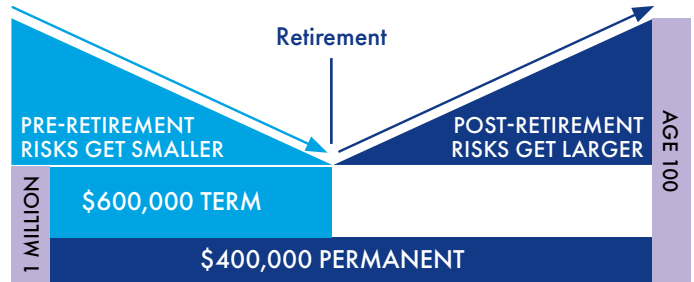 Retirement
PRE-RETIREMENT
RISKS GET SMALLER
POST-RETIREMENT
RISKS GET LARGER
AGE 100
1 MILLION
$600,000 TERM
$400,000 PERMANENT